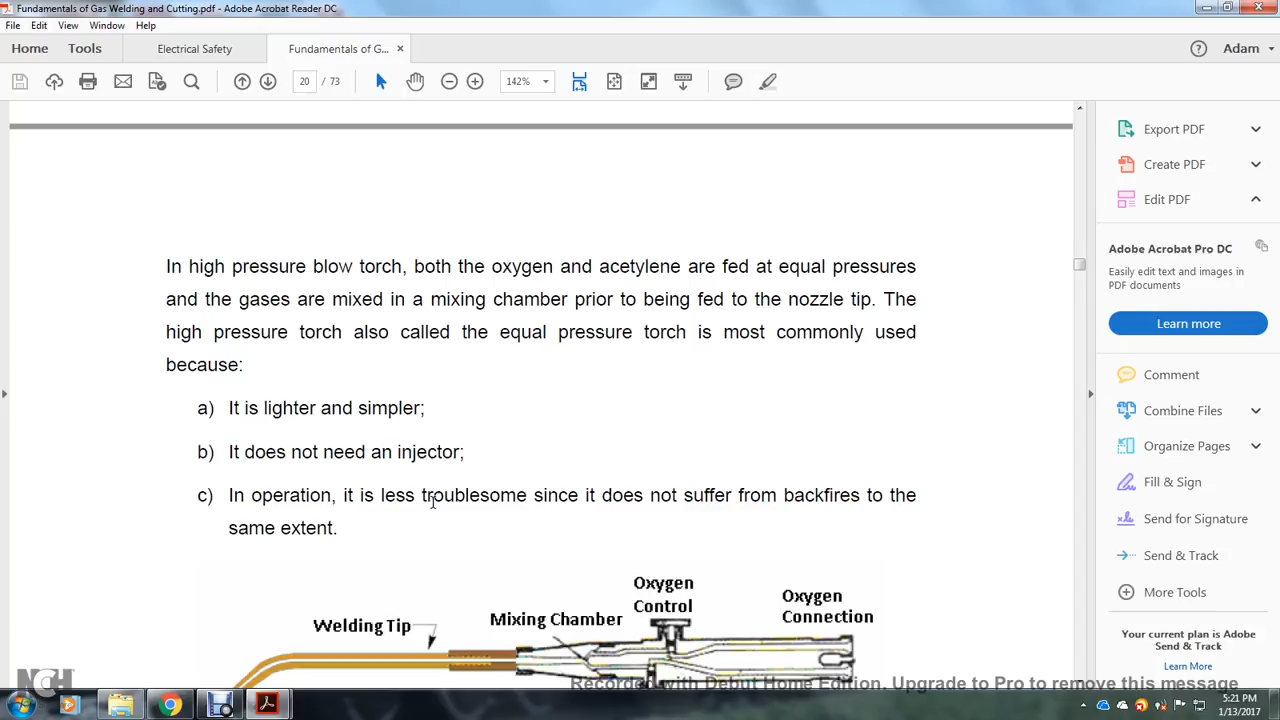 Fundamentals of Gas Welding and Cutting.pdf - Adobe Acrobat Reader DC
File Edit View Window Help
Home Tools Electrical Safety Fundamentals of G... × Adam
20 / 73 142%
In high pressure blow torch, both the oxygen and acetylene are fed at equal pressures
and the gases are mixed in a mixing chamber prior to being fed to the nozzle tip. The
high pressure torch also called the equal pressure torch is most commonly used
because:
a) It is lighter and simpler;
b) It does not need an injector;
c) In operation, it is less troublesome since it does not suffer from backfires to the
same extent.
Welding Tip
Mixing Chamber
Oxygen
Control
Oxygen
Connection
Export PDF
Create PDF
Edit PDF
Adobe Acrobat Pro DC
Easily edit text and images in
PDF documents
Learn more
Comment
Combine Files
Organize Pages
Fill & Sign
Send for Signature
Send & Track
More Tools
Your current plan is Adobe
Send & Track
Learn More
NCH
Recorded with Debut Home Edition. Upgrade to Pro to remove this message
5:21 PM
1/13/2017